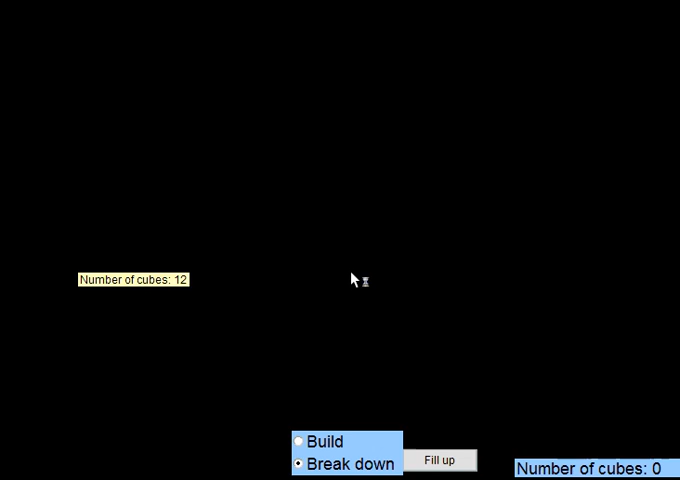 Number of cubes: 12
Build
Break down
Fill up
Number of cubes: 0